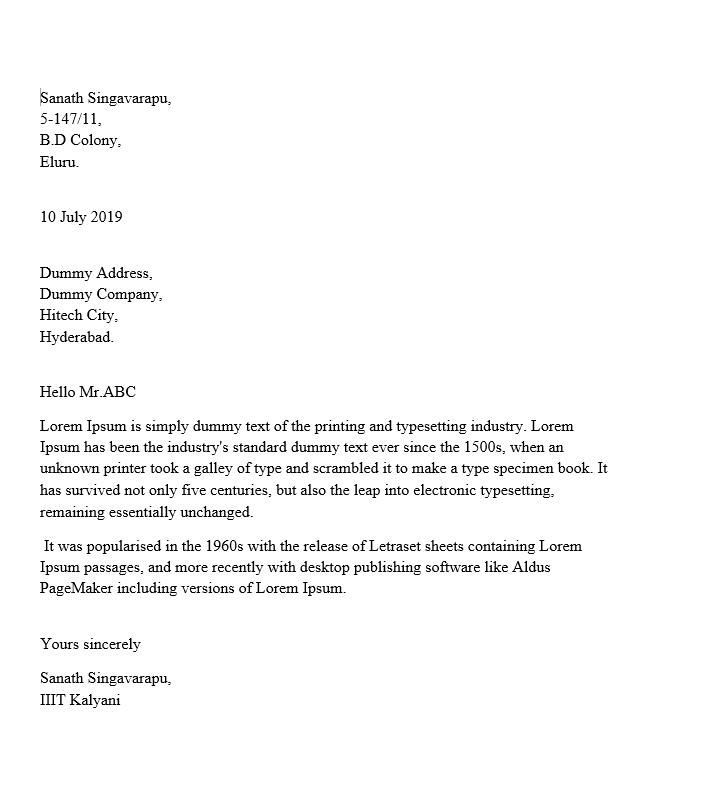 Sanath Singavarapu,
5-147/11,
B.D Colony,
Eluru.
10 July 2019
Dummy Address,
Dummy Company,
Hitech City,
Hyderabad.
Hello Mr.ABC
Lorem Ipsum is simply dummy text of the printing and typesetting industry. Lorem
Ipsum has been the industry's standard dummy text ever since the 1500s, when an
unknown printer took a galley of type and scrambled it to make a type specimen book. It
has survived not only five centuries, but also the leap into electronic typesetting,
remaining essentially unchanged.
It was popularised in the 1960s with the release of Letraset sheets containing Lorem
Ipsum passages, and more recently with desktop publishing software like Aldus
PageMaker including versions of Lorem Ipsum.
Yours sincerely
Sanath Singavarapu,
IIIT Kalyani